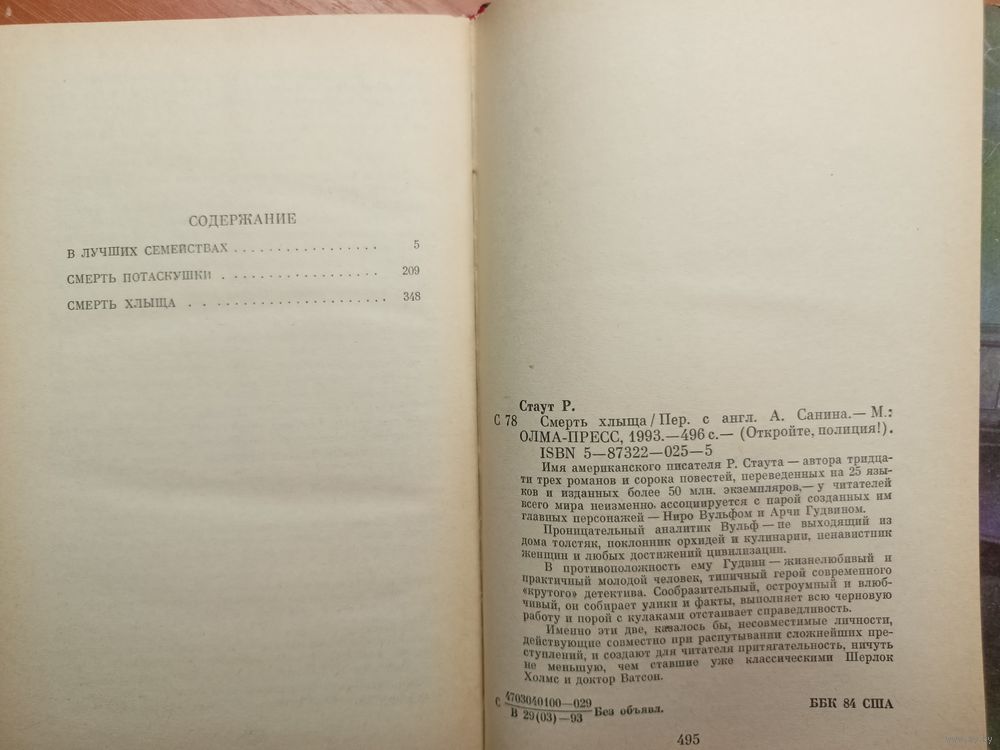 СОДЕРЖАНИЕ
В ЛУЧШИХ СЕМЕЙСТВАХ . . . . . . . . . . . . . . . . . 5
СМЕРТЬ ПОТАСКУШКИ . . . . . . . . . . . . . . . . . . 209
СМЕРТЬ ХЛЫЩА . . . . . . . . . . . . . . . . . . . . . 348
Стаут Р.
С 78 Смерть хлыща / Пер. с англ. А. Санина.— М.:
ОЛМА-ПРЕСС, 1993.—496 с.— (Откройте, полиция!).
ISBN 5—87322—025—5
Имя американского писателя Р. Стаута — автора тридца-
ти трех романов и сорока повестей, переведенных на 25 язы-
ков и изданных более 50 млн. экземпляров,— у читателей
всего мира неизменно ассоциируется с парой созданных им
главных персонажей — Ниро Вульфом и Арчи Гудвином.
Проницательный аналитик Вульф — не выходящий из
дома толстяк, поклонник орхидей и кулинарии, ненавистник
женщин и любых достижений цивилизации.
В противоположность ему Гудвин — жизнелюбивый и
практичный молодой человек, типичный герой современного
«крутого» детектива. Сообразительный, остроумный и влюб-
чивый, он собирает улики и факты, выполняет всю черновую
работу и порой с кулаками отстаивает справедливость.
Именно эти две, казалось бы, несовместимые личности,
действующие совместно при распутывании сложнейших пре-
ступлений, и создают для читателя притягательность, ничуть
не меньшую, чем ставшие уже классическими Шерлок
Холмс и доктор Ватсон.
С 4703040100—029
В 29(03)—93 Без объявл.
ББК 84 США
495